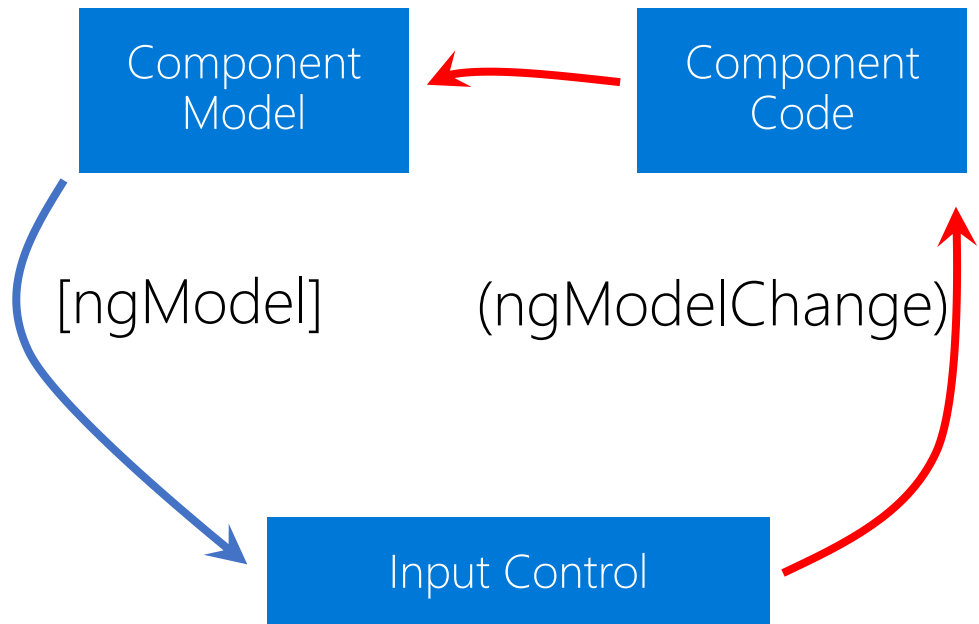 Component
Model
Component
Code
[ngModel]
(ngModelChange)
Input Control